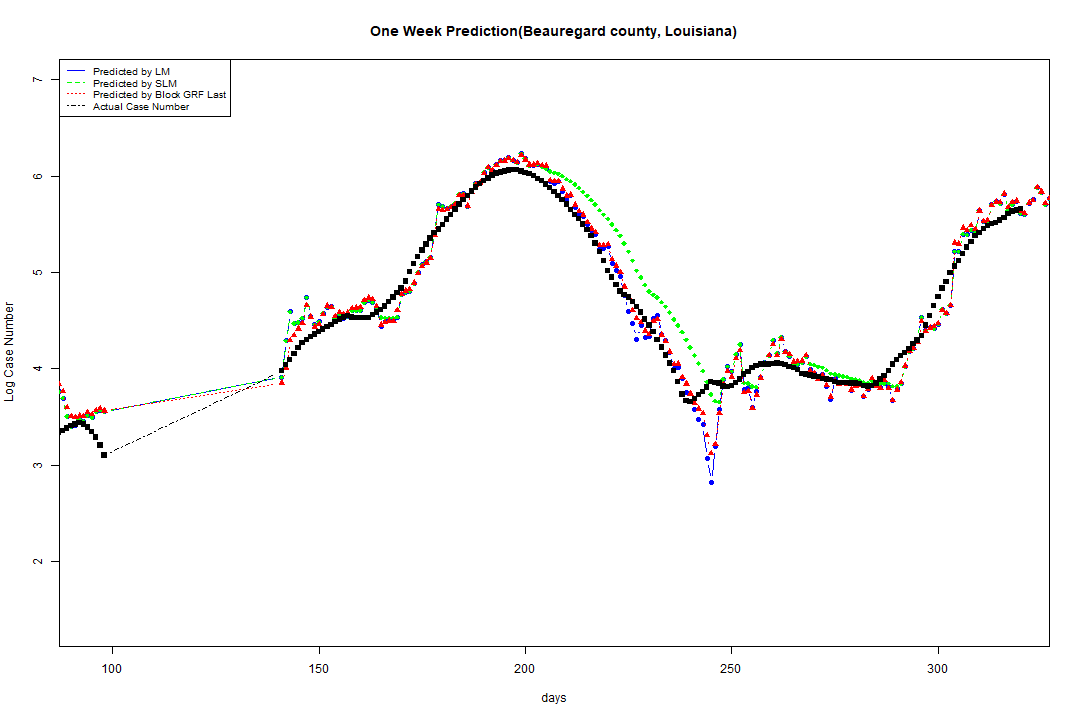 One Week Prediction(Beauregard county, Louisiana)
Predicted by LM
Predicted by SLM
Predicted by Block GRF Last
Actual Case Number
7
6
5
4
3
2
Log Case Number
100
150
200
250
300
days